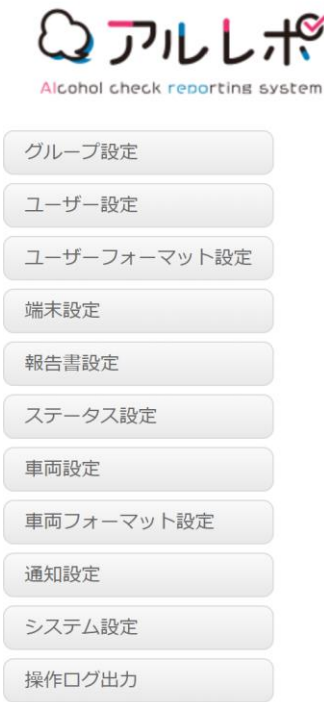 アルレポ
Alcohol check reporting system
グループ設定
ユーザー設定
ユーザーフォーマット設定
端末設定
報告書設定
ステータス設定
車両設定
車両フォーマット設定
通知設定
システム設定
操作ログ出力